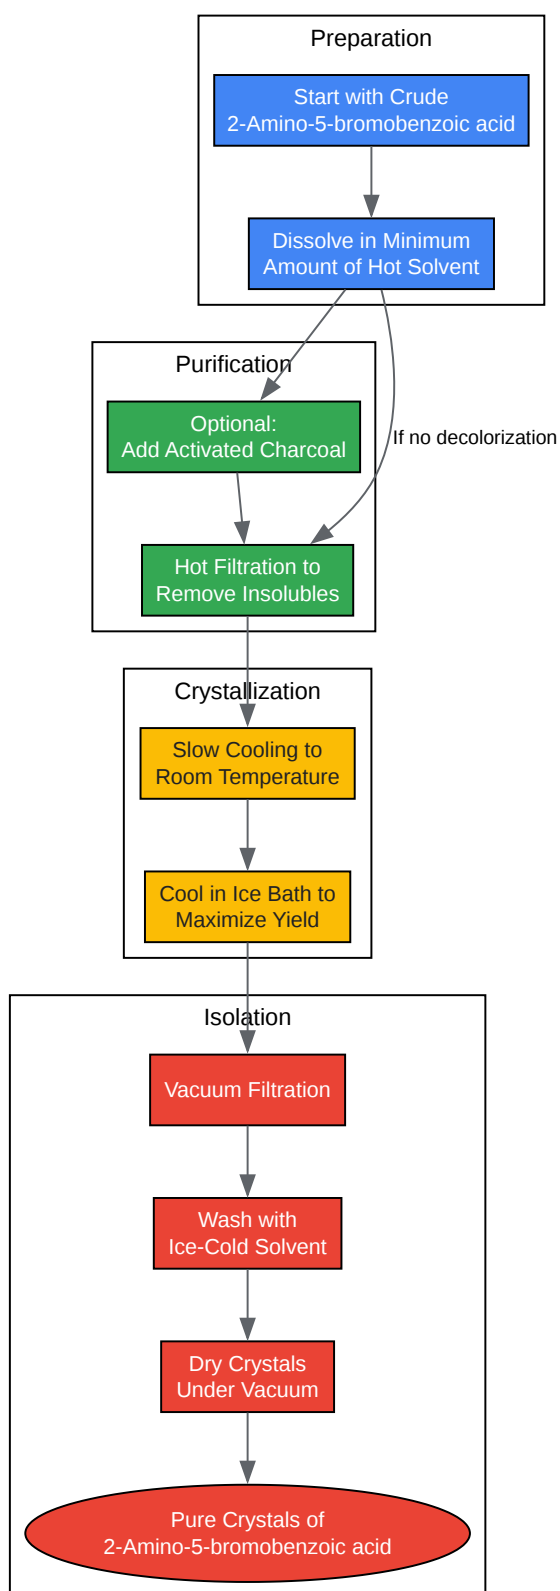 Preparation
Start with Crude
2-Amino-5-bromobenzoic acid
Dissolve in Minimum
Amount of Hot Solvent
Purification
Optional:
Add Activated Charcoal
If no decolorization
Hot Filtration to
Remove Insolubles
Crystallization
Slow Cooling to
Room Temperature
Cool in Ice Bath to
Maximize Yield
Isolation
Vacuum Filtration
Wash with
Ice-Cold Solvent
Dry Crystals
Under Vacuum
Pure Crystals of
2-Amino-5-bromobenzoic acid